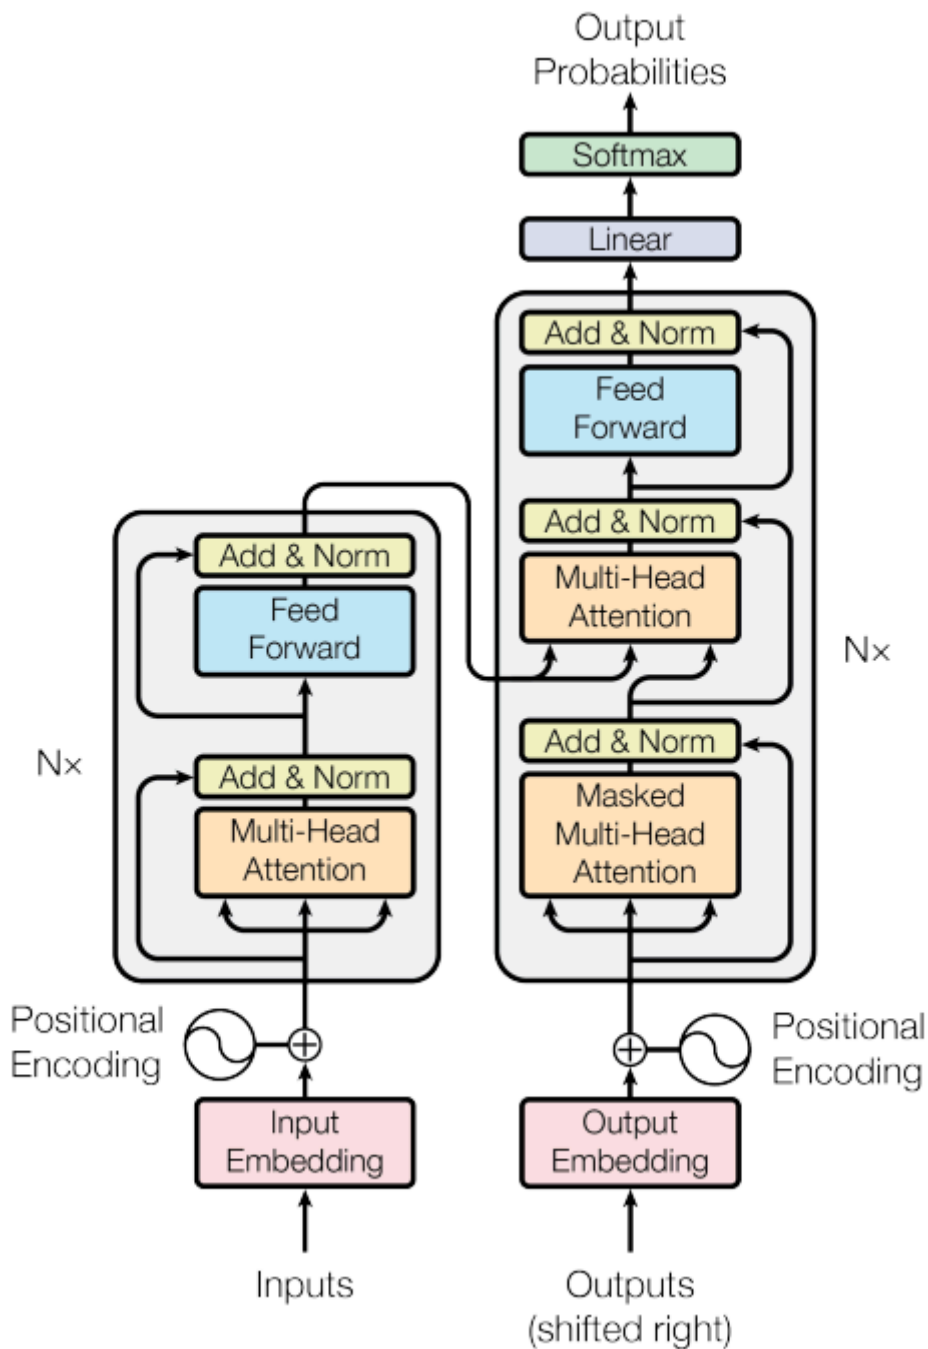 Output
Probabilities
Softmax
Linear
Add & Norm
Feed
Forward
Add & Norm
Multi-Head
Attention
Nx
Add & Norm
Masked
Multi-Head
Attention
Add & Norm
Feed
Forward
Nx
Add & Norm
Multi-Head
Attention
Positional
Encoding
Positional
Encoding
Input
Embedding
Output
Embedding
Inputs
Outputs
(shifted right)